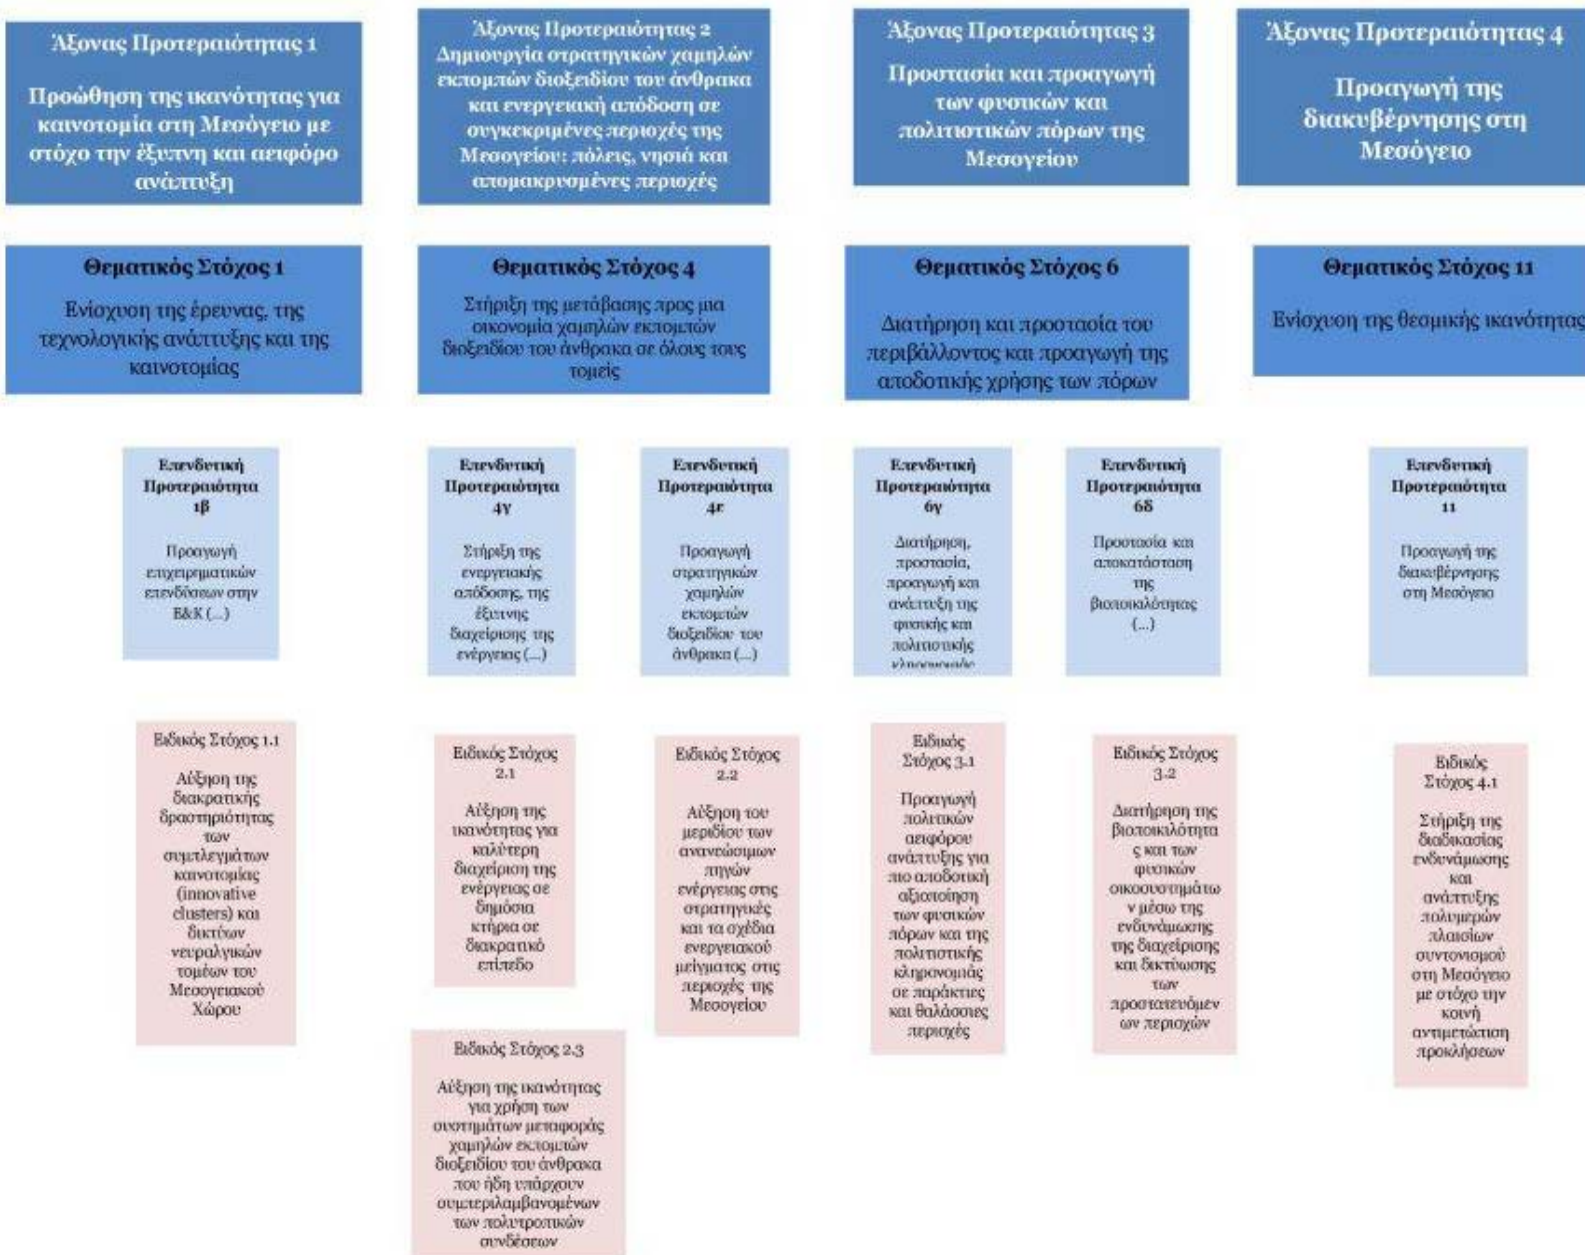 Άξονας Προτεραιότητας 1
Προώθηση της ικανότητας για
καινοτομία στη Μεσόγειο με
στόχο την έξυπνη και αειφόρο
ανάπτυξη
Άξονας Προτεραιότητας 2
Δημιουργία στρατηγικών χαμηλών
εκπομπών διοξειδίου του άνθρακα
και ενεργειακή απόδοση σε
συγκεκριμένες περιοχές της
Μεσογείου: πόλεις, νησιά και
απομακρυσμένες περιοχές
Άξονας Προτεραιότητας 3
Προστασία και προαγωγή
των φυσικών και
πολιτιστικών πόρων της
Μεσογείου
Άξονας Προτεραιότητας 4
Προαγωγή της
διακυβέρνησης στη
Μεσόγειο
Θεματικός Στόχος 1
Ενίσχυση της έρευνας, της
τεχνολογικής ανάπτυξης και της
καινοτομίας
Θεματικός Στόχος 4
Στήριξη της μετάβασης προς μια
οικονομία χαμηλών εκπομπών
διοξειδίου του άνθρακα σε όλους τους
τομείς
Θεματικός Στόχος 6
Διατήρηση και προστασία του
περιβάλλοντος και προαγωγή της
αποδοτικής χρήσης των πόρων
Θεματικός Στόχος 11
Ενίσχυση της θεσμικής ικανότητας
Επενδυτική
Προτεραιότητα
1β
Προαγωγή
επιχειρηματικών
επενδύσεων στην
Ε&Κ (...)
Επενδυτική
Προτεραιότητα
4γ
Στήριξη της
ενεργειακής
απόδοσης, της
έξυπνης
διαχείρισης της
ενέργειας (...)
Επενδυτική
Προτεραιότητα
4ε
Προαγωγή
στρατηγικών
χαμηλών
εκπομπών
διοξειδίου του
άνθρακα (...)
Επενδυτική
Προτεραιότητα
6γ
Διατήρηση,
προστασία,
προαγωγή και
ανάπτυξη της
φυσικής και
πολιτιστικής
κληρονομιάς
Επενδυτική
Προτεραιότητα
6δ
Προστασία και
αποκατάσταση
της
βιοποικαλότητας
(...)
Επενδυτική
Προτεραιότητα
11
Προαγωγή της
διακυβέρνησης
στη Μεσόγειο
Ειδικός Στόχος 1.1
Αύξηση της
διακρατικής
δραστηριότητας
των
συμπλεγμάτων
καινοτομίας
(innovative
clusters) και
δικτύων
νευραλγικών
τομέων του
Μεσογειακού
Χώρου
Ειδικός Στόχος
2.1
Αύξηση της
ικανότητας για
καλύτερη
διαχείριση της
ενέργειας σε
δημόσια
κτήρια σε
διακρατικό
επίπεδο
Ειδικός Στόχος
2.2
Αύξηση του
μεριδίου των
ανανεώσιμων
πηγών
ενέργειας στις
στρατηγικές
και τα σχέδια
ενεργειακού
μείγματος στις
περιοχές της
Μεσογείου
Ειδικός
Στόχος 3.1
Προαγωγή
πολιτικών
αειφόρου
ανάπτυξης για
πιο αποδοτική
αξιοποίηση
των φυσικών
πόρων και της
πολιτιστικής
κληρονομιάς
σε παράκτιες
και θαλάσσιες
περιοχές
Ειδικός Στόχος
3.2
Διατήρηση της
βιοποικιλότητα
ς και των
φυσικών
οικοσυστημάτω
ν μέσω της
ενδυνάμωσης
της διαχείρισης
και δικτύωσης
των
προστατευόμεν
ων περιοχών
Ειδικός
Στόχος 4.1
Στήριξη της
διαδικασίας
ενδυνάμωσης
και
ανάπτυξης
πολυμερών
πλαισίων
συντονισμού
στη Μεσόγειο
με στόχο την
κοινή
αντιμετώπιση
προκλήσεων
Ειδικός Στόχος 2.3
Αύξηση της ικανότητας
για χρήση των
συστημάτων μεταφοράς
χαμηλών εκπομπών
διοξειδίου του άνθρακα
που ήδη υπάρχουν
συμπεριλαμβανομένων
των πολυτροπικών
συνδέσεων